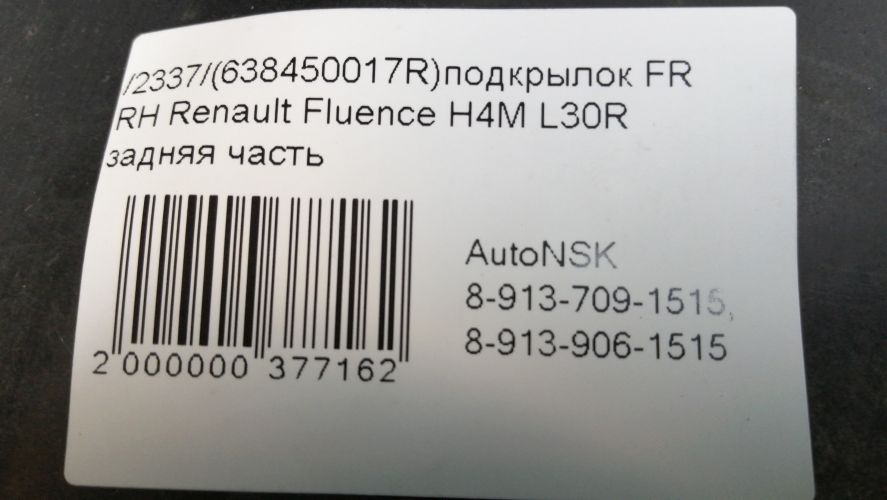 /2337/(638450017R)подкрылок FR
RH Renault Fluence H4M L30R
задняя часть
AutoNSK
8-913-709-1515,
8-913-906-1515
2 000000 377162